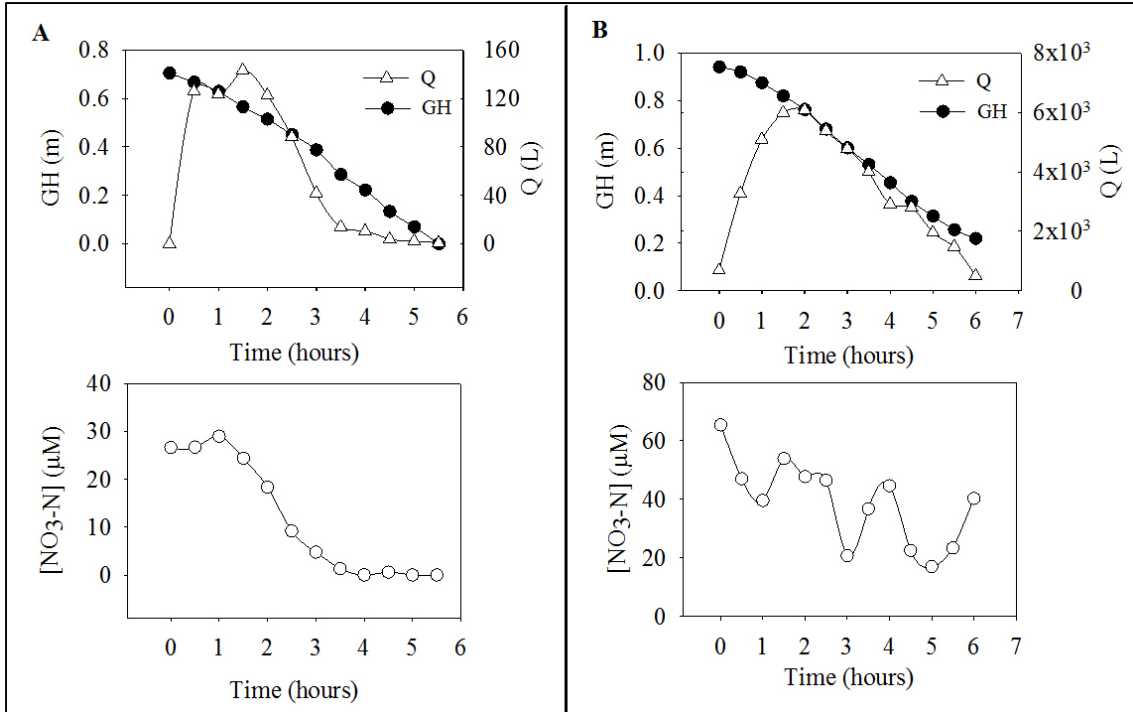 A
GH (m)
0.8
0.6
0.4
0.2
0.0
Q
GH
160
120
80
40
0
Q (L)
0 1 2 3 4 5 6
Time (hours)
[NO3-N] (µM)
40
30
20
10
0
0 1 2 3 4 5 6
Time (hours)
B
GH (m)
1.0
0.8
0.6
0.4
0.2
0.0
Q
GH
8x10³
6x10³
4x10³
2x10³
0
Q (L)
0 1 2 3 4 5 6 7
Time (hours)
[NO3-N] (µM)
80
60
40
20
0
0 1 2 3 4 5 6 7
Time (hours)